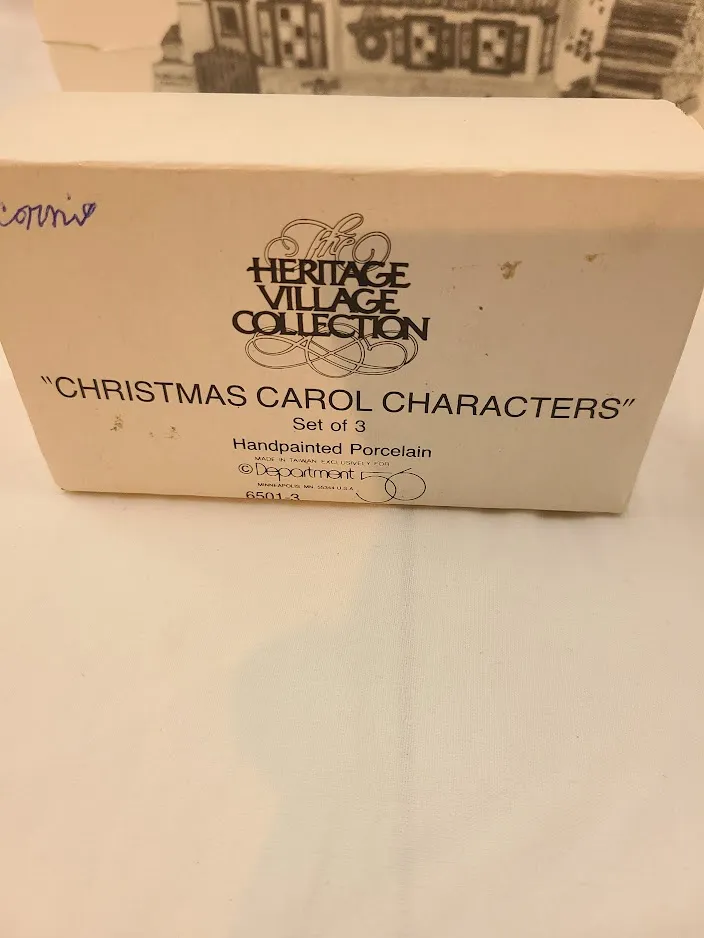 The
HERITAGE
VILLAGE
COLLECTION
"CHRISTMAS CAROL CHARACTERS"
Set of 3
Handpainted Porcelain
MADE IN TAIWAN EXCLUSIVELY FOR
© Department 56
MINNEAPOLIS, MN 55344 U.S.A.
6501-3